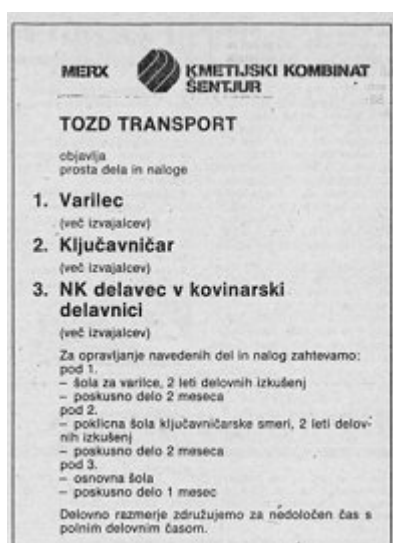 MERX
KMETIJSKI KOMBINAT
ŠENTJUR
TOZD TRANSPORT
objavlja
prosta dela in naloge
1. Varilec
(več izvajalcev)
2. Ključavničar
(več izvajalcev)
3. NK delavec v kovinarski
delavnici
(več izvajalcev)
Za opravljanje navedenih del in nalog zahtevamo:
pod 1.
– šola za varilce, 2 leti delovnih izkušenj
– poskusno delo 2 meseca
pod 2.
– poklicna šola ključavničarske smeri, 2 leti delov-
nih izkušenj
– poskusno delo 2 meseca
pod 3.
– osnovna šola
– poskusno delo 1 mesec
Delovno razmerje združujemo za nedoločen čas s
polnim delovnim časom.